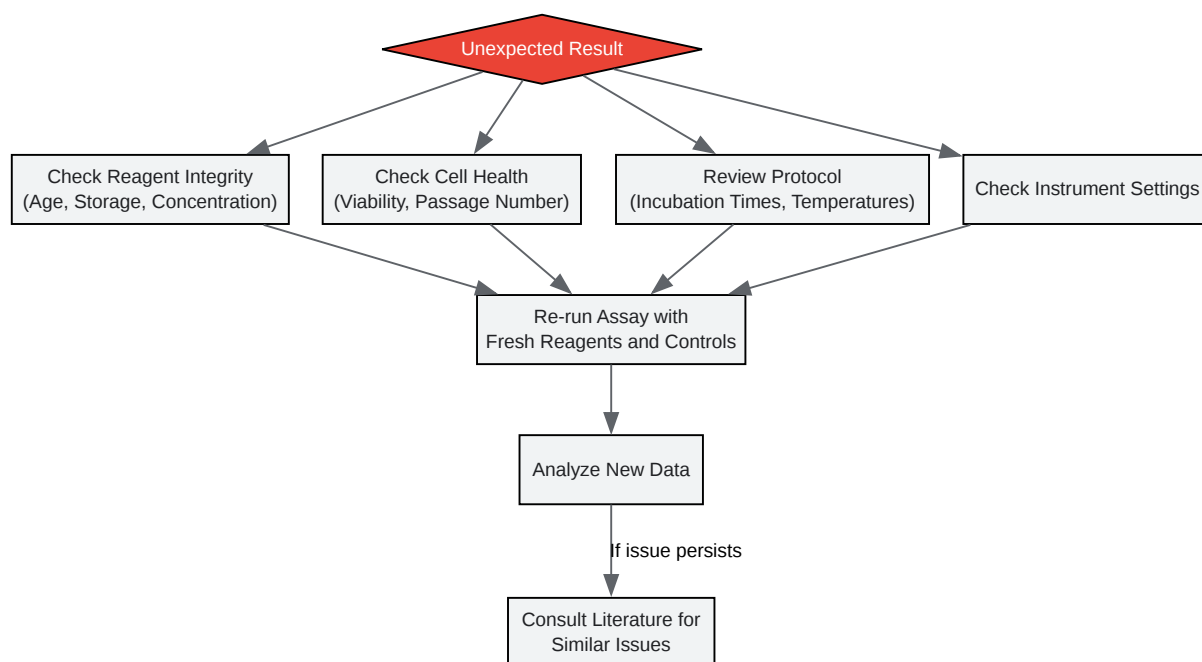 Unexpected Result
Check Reagent Integrity
(Age, Storage, Concentration)
Check Cell Health
(Viability, Passage Number)
Review Protocol
(Incubation Times, Temperatures)
Check Instrument Settings
Re-run Assay with
Fresh Reagents and Controls
Analyze New Data
If issue persists
Consult Literature for
Similar Issues